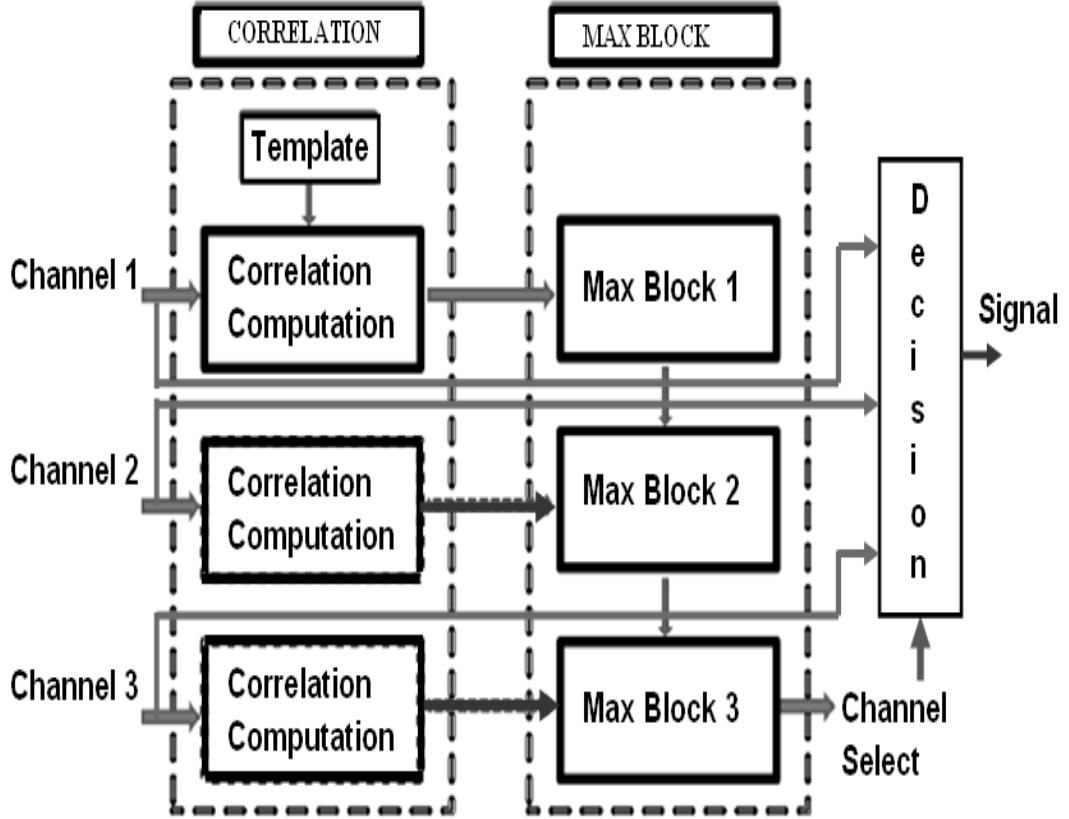 CORRELATION
MAX BLOCK
Template
Channel 1
Correlation
Computation
Max Block 1
Channel 2
Correlation
Computation
Max Block 2
Channel 3
Correlation
Computation
Max Block 3
Channel
Select
Decision
Signal